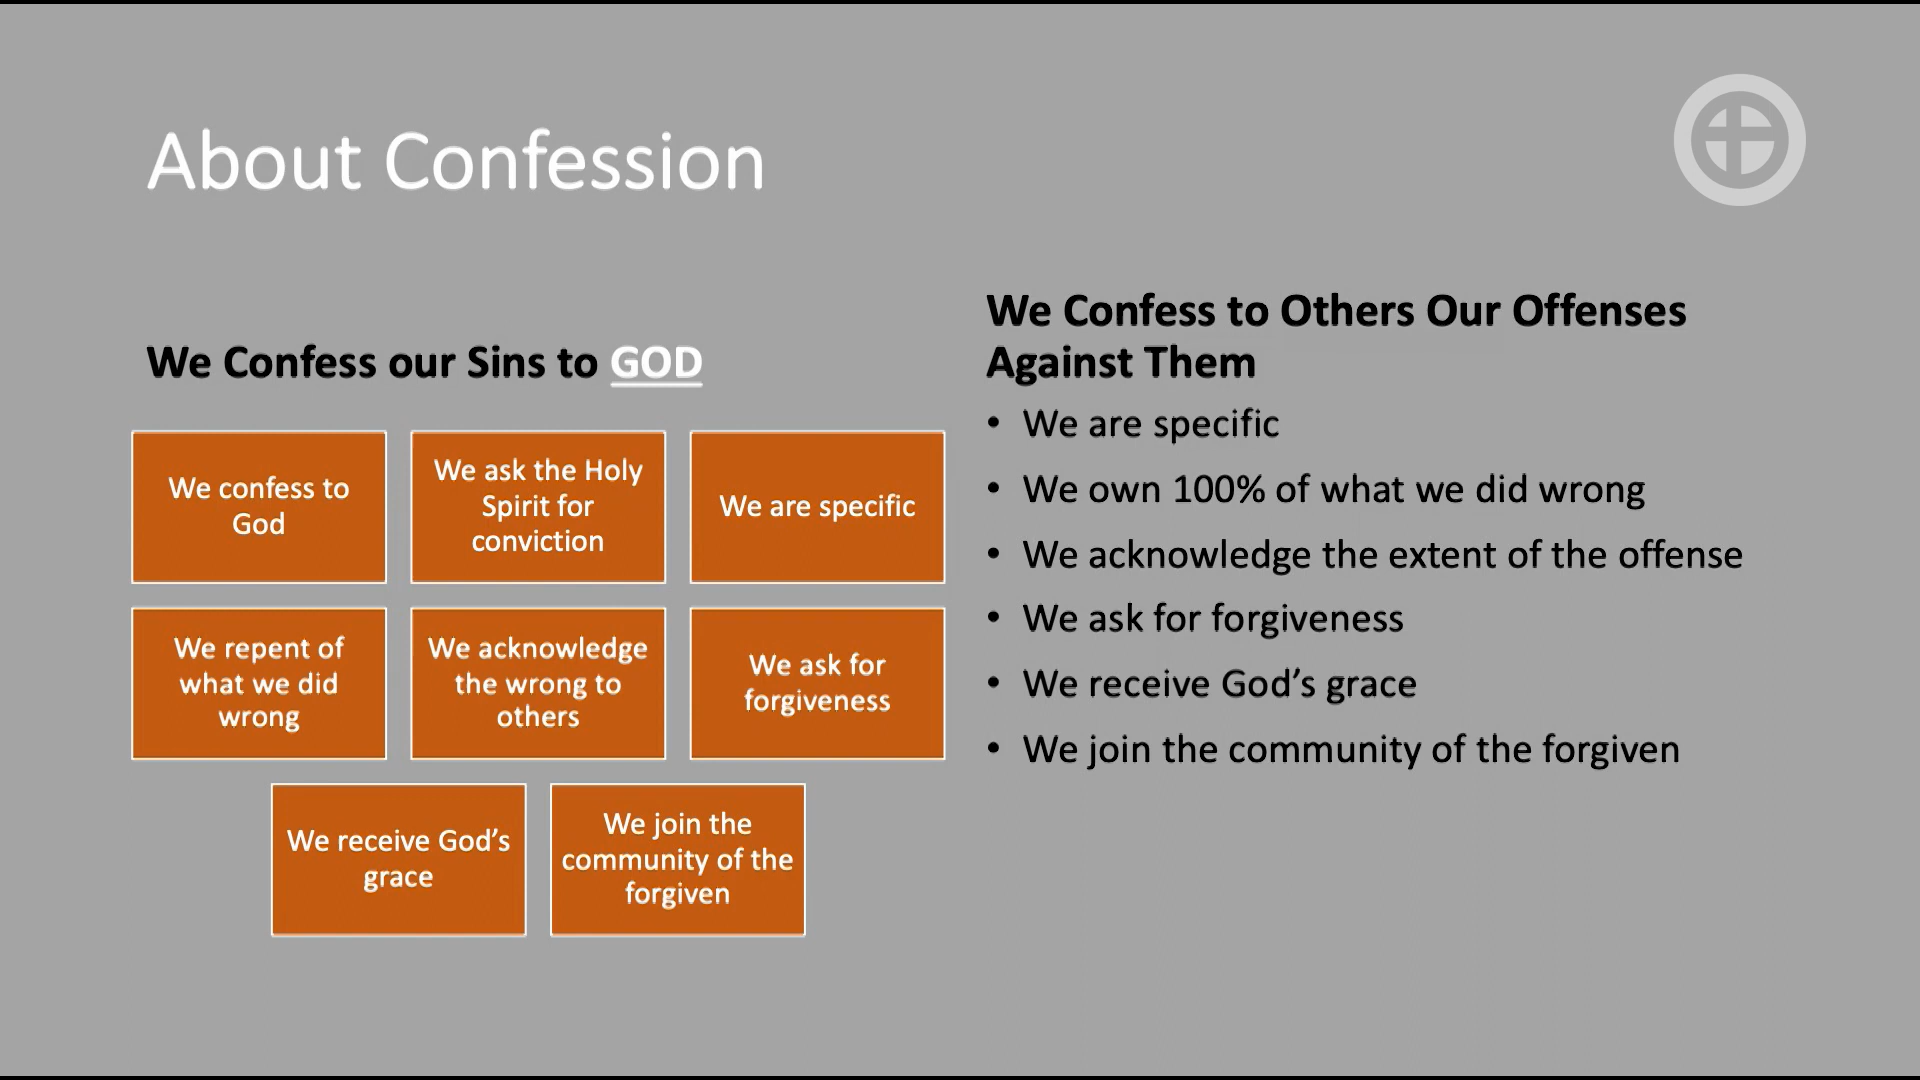 About Confession
We Confess our Sins to GOD
We confess to
God
We ask the Holy
Spirit for
conviction
We are specific
We repent of
what we did
wrong
We acknowledge
the wrong to
others
We ask for
forgiveness
We receive God’s
grace
We join the
community of the
forgiven
We Confess to Others Our Offenses
Against Them
• We are specific
• We own 100% of what we did wrong
• We acknowledge the extent of the offense
• We ask for forgiveness
• We receive God’s grace
• We join the community of the forgiven